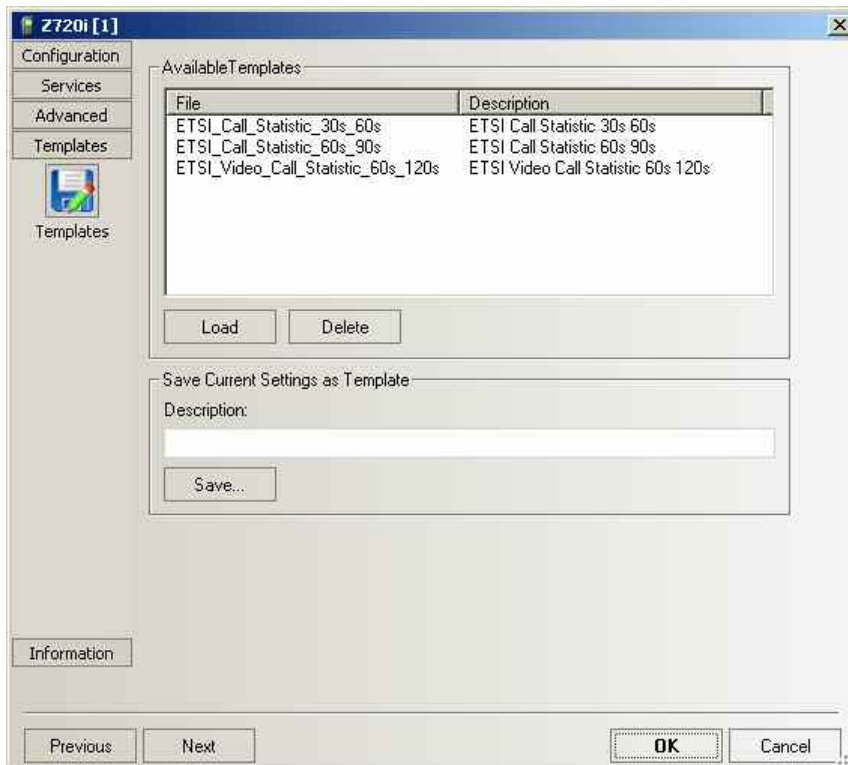 Z720i [1]
Configuration
Services
Advanced
Templates
Templates
Information
AvailableTemplates
File Description
ETSI_Call_Statistic_30s_60s ETSI Call Statistic 30s 60s
ETSI_Call_Statistic_60s_90s ETSI Call Statistic 60s 90s
ETSI_Video_Call_Statistic_60s_120s ETSI Video Call Statistic 60s 120s
Load Delete
Save Current Settings as Template
Description:
Save...
Previous Next OK Cancel